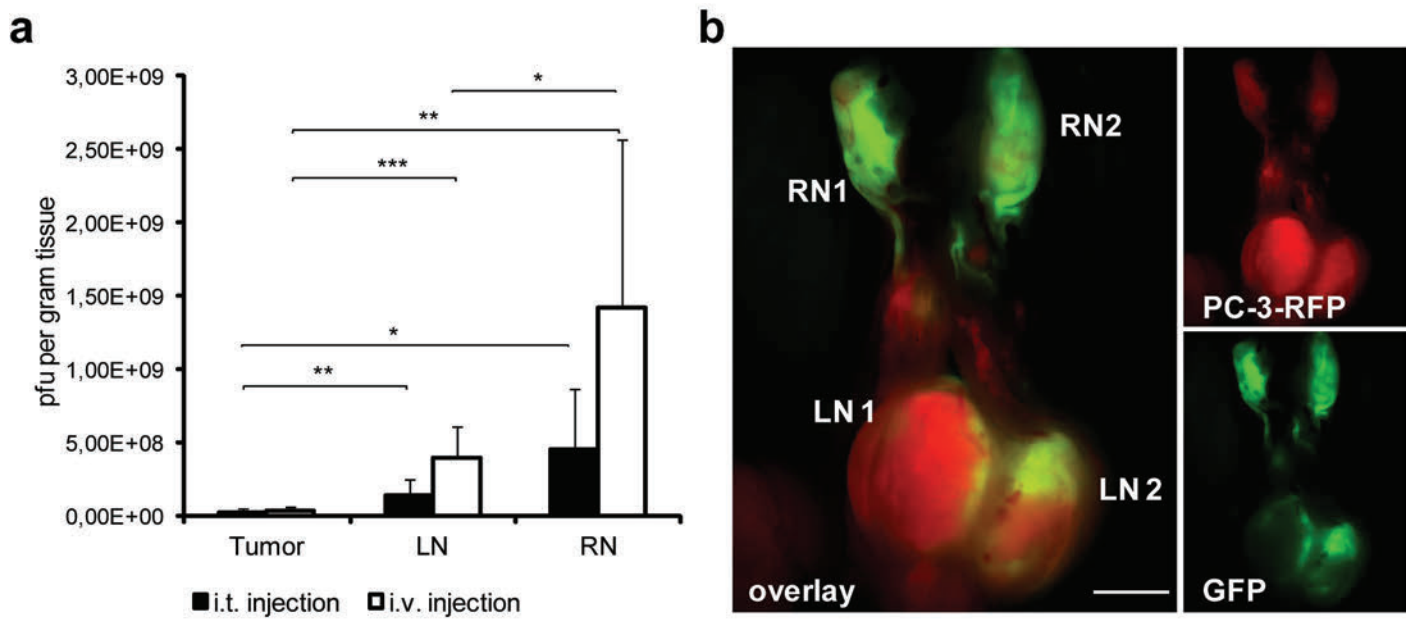 a
pfu per gram tissue
3,00E+09
2,50E+09
2,00E+09
1,50E+09
1,00E+09
5,00E+08
0,00E+00
*
**
***
*
**
Tumor LN RN
i.t. injection i.v. injection
b
RN2
RN1
LN 1
LN 2
overlay
PC-3-RFP
GFP